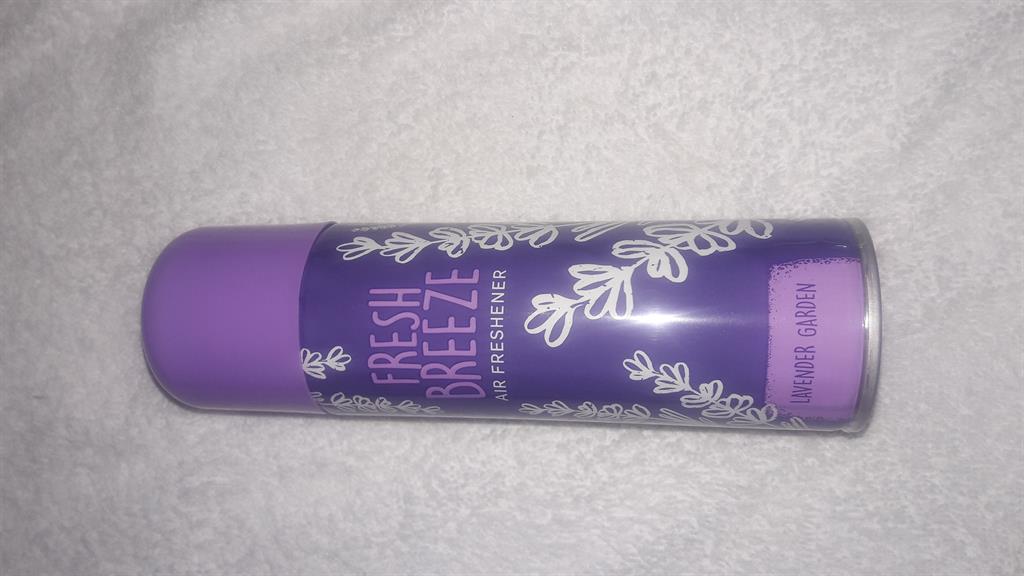 FRESH
BREEZE
AIR FRESHENER
LAVENDER GARDEN